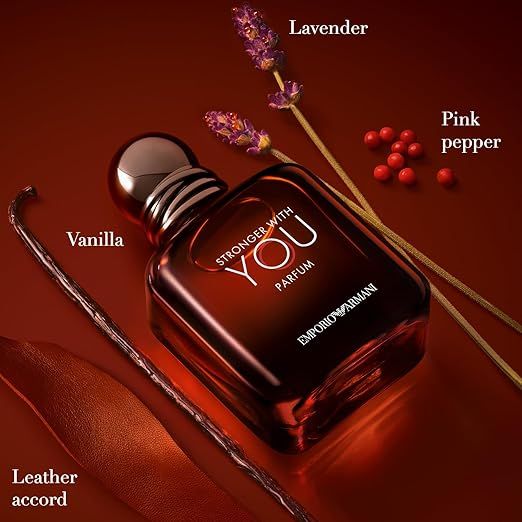 Lavender
Pink
pepper
Vanilla
STRONGER WITH
YOU
PARFUM
EMPORIO ARMANI
Leather
accord